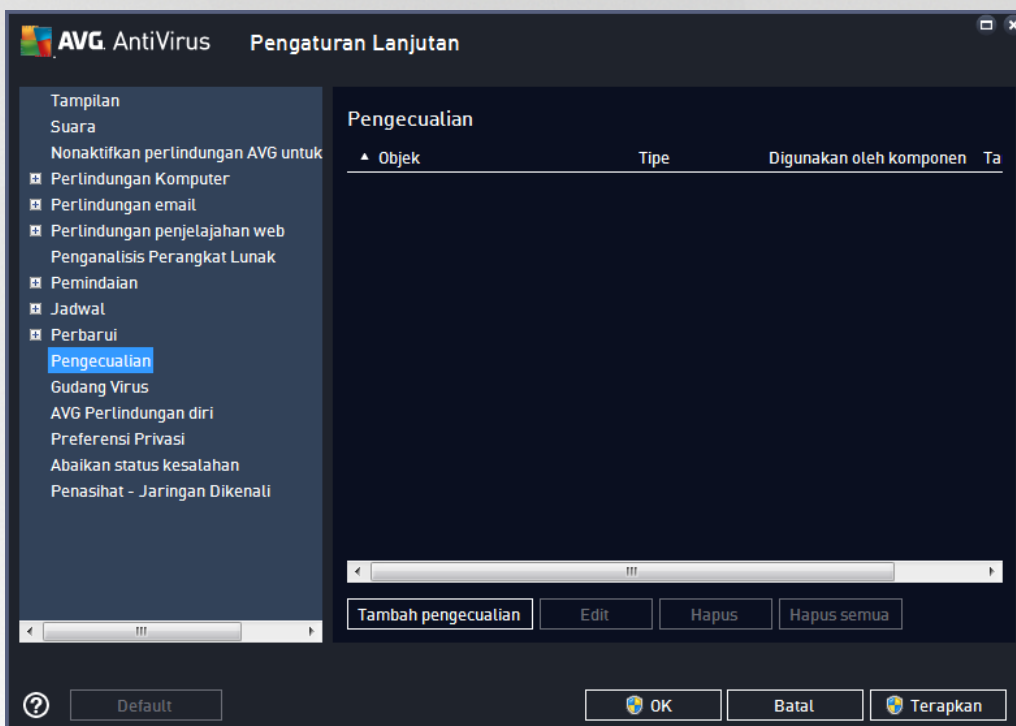 AVG. AntiVirus Pengaturan Lanjutan
Tampilan
Suara
Nonaktifkan perlindungan AVG untuk
Perlindungan Komputer
Perlindungan email
Perlindungan penjelajahan web
Penganalisis Perangkat Lunak
Pemindaian
Jadwal
Perbarui
Pengecualian
Gudang Virus
AVG Perlindungan diri
Preferensi Privasi
Abaikan status kesalahan
Penasihat - Jaringan Dikenali
Pengecualian
Objek Tipe Digunakan oleh komponen Ta
Tambah pengecualian Edit Hapus Hapus semua
? Default OK Batal Terapkan